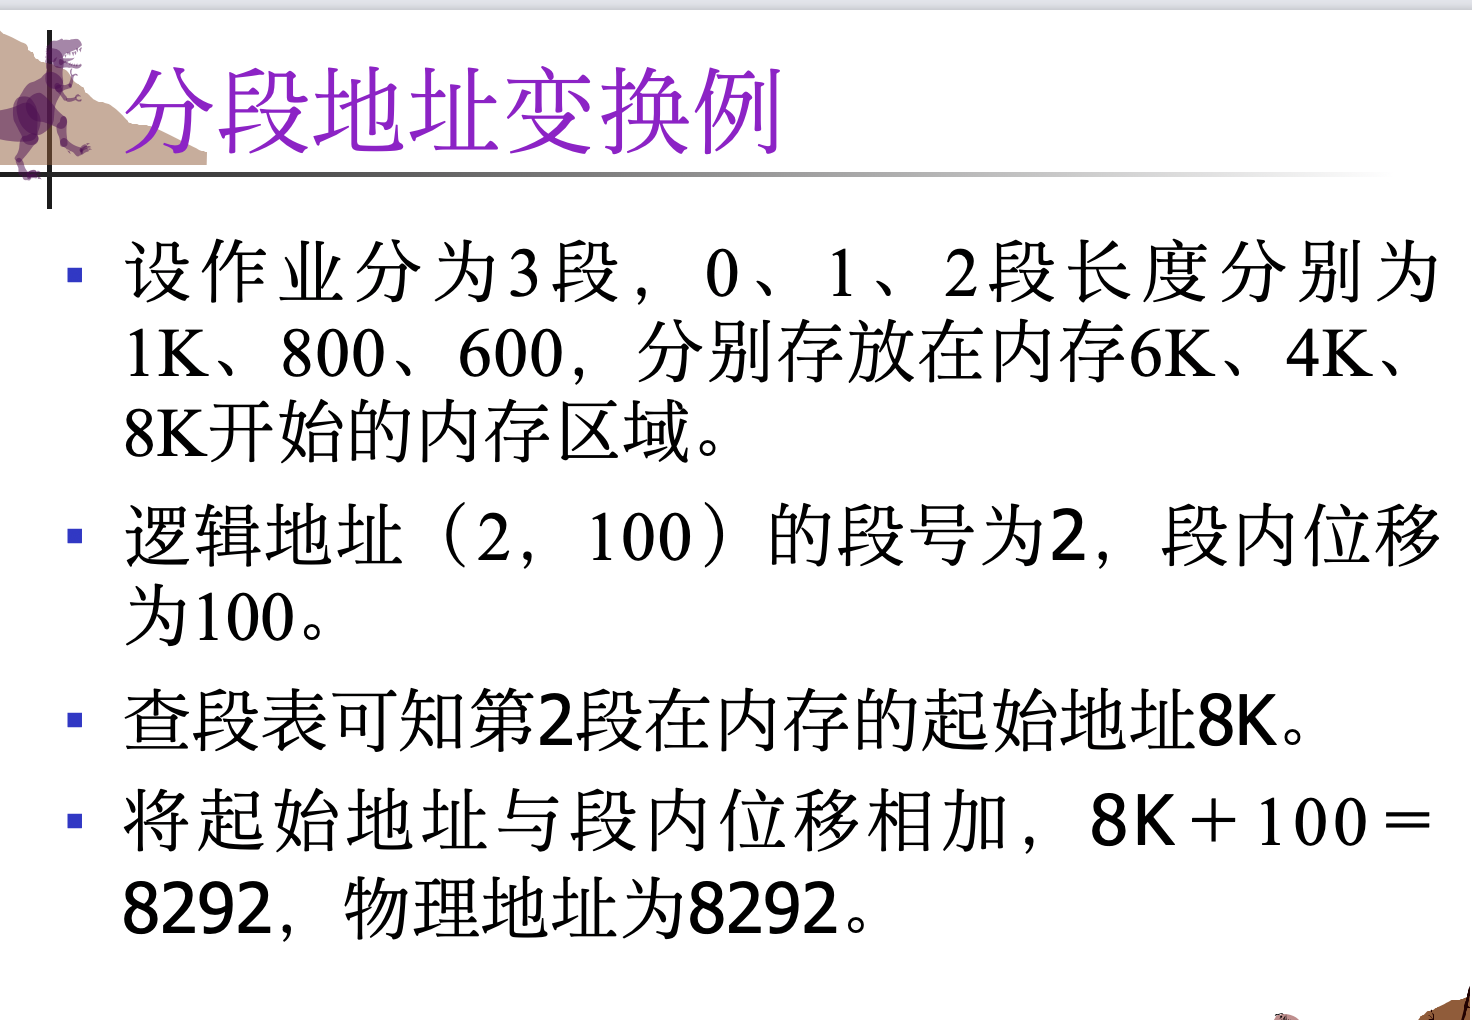 分段地址变换例
设作业分为3段，0、1、2段长度分别为
1K、800、600，分别存放在内存6K、4K、
8K开始的内存区域。
逻辑地址（2，100）的段号为2，段内位移
为100。
查段表可知第2段在内存的起始地址8K。
将起始地址与段内位移相加，8K＋100＝
8292，物理地址为8292。